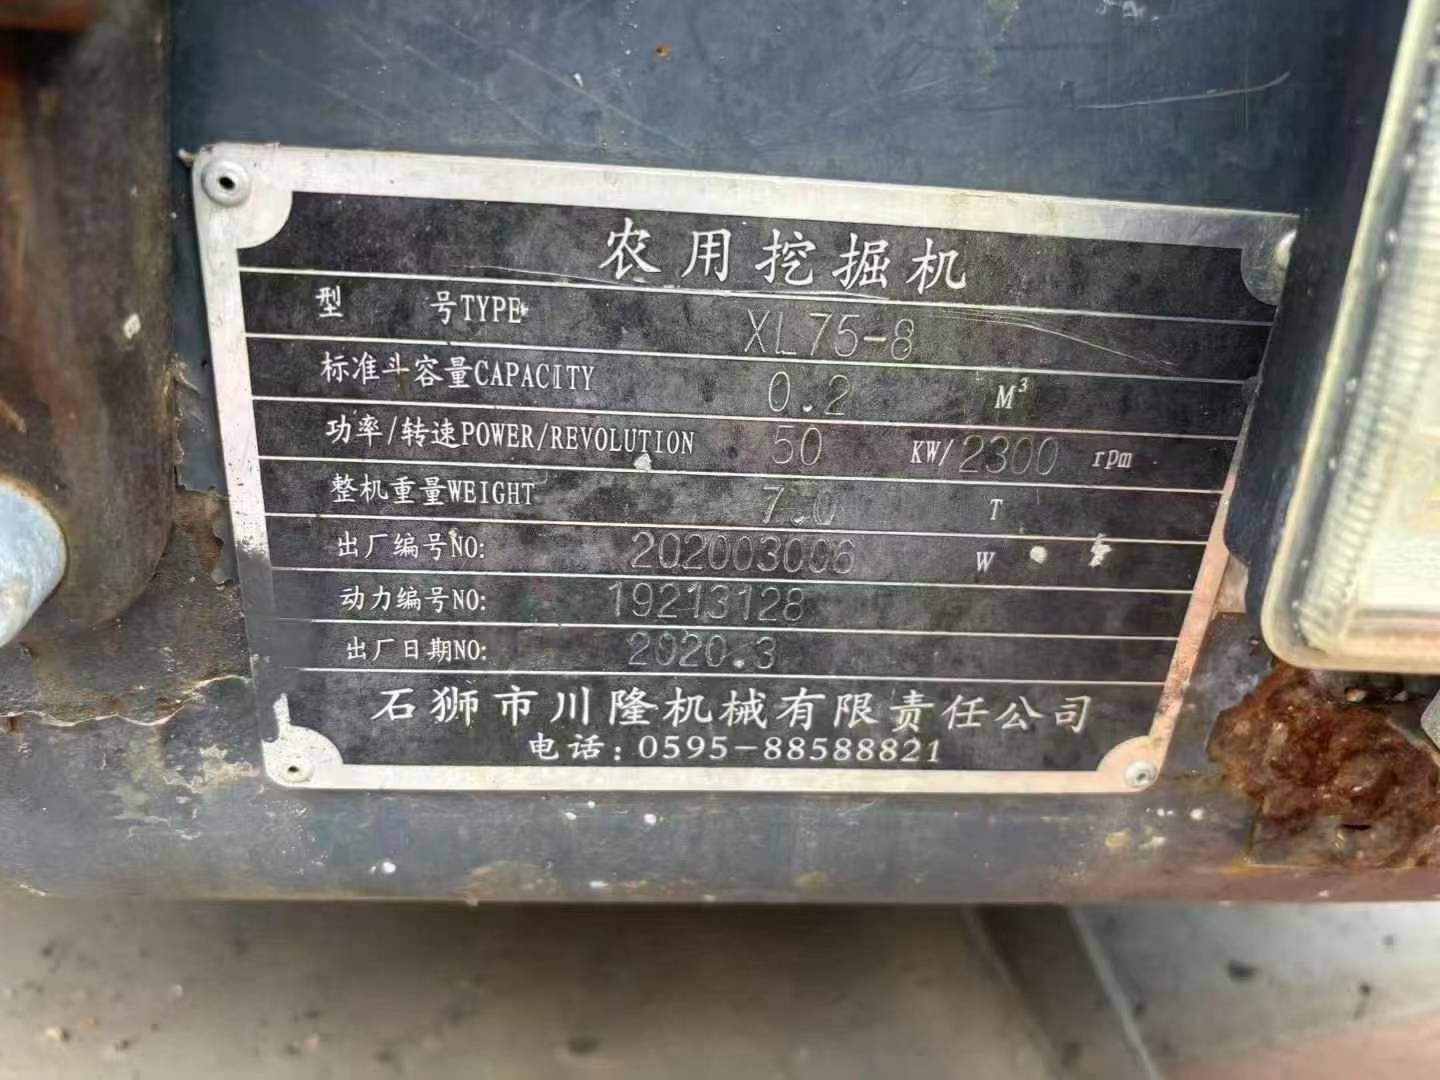 农用挖掘机
型 号TYPE XL75-8
标准斗容量CAPACITY 0.2 M³
功率/转速POWER/REVOLUTION 50 KW/2300 rpm
整机重量WEIGHT 7.0 T
出厂编号NO: 202003006 W
动力编号NO: 19213128
出厂日期NO: 2020.3
石狮市川隆机械有限责任公司
电话：0595-88588821